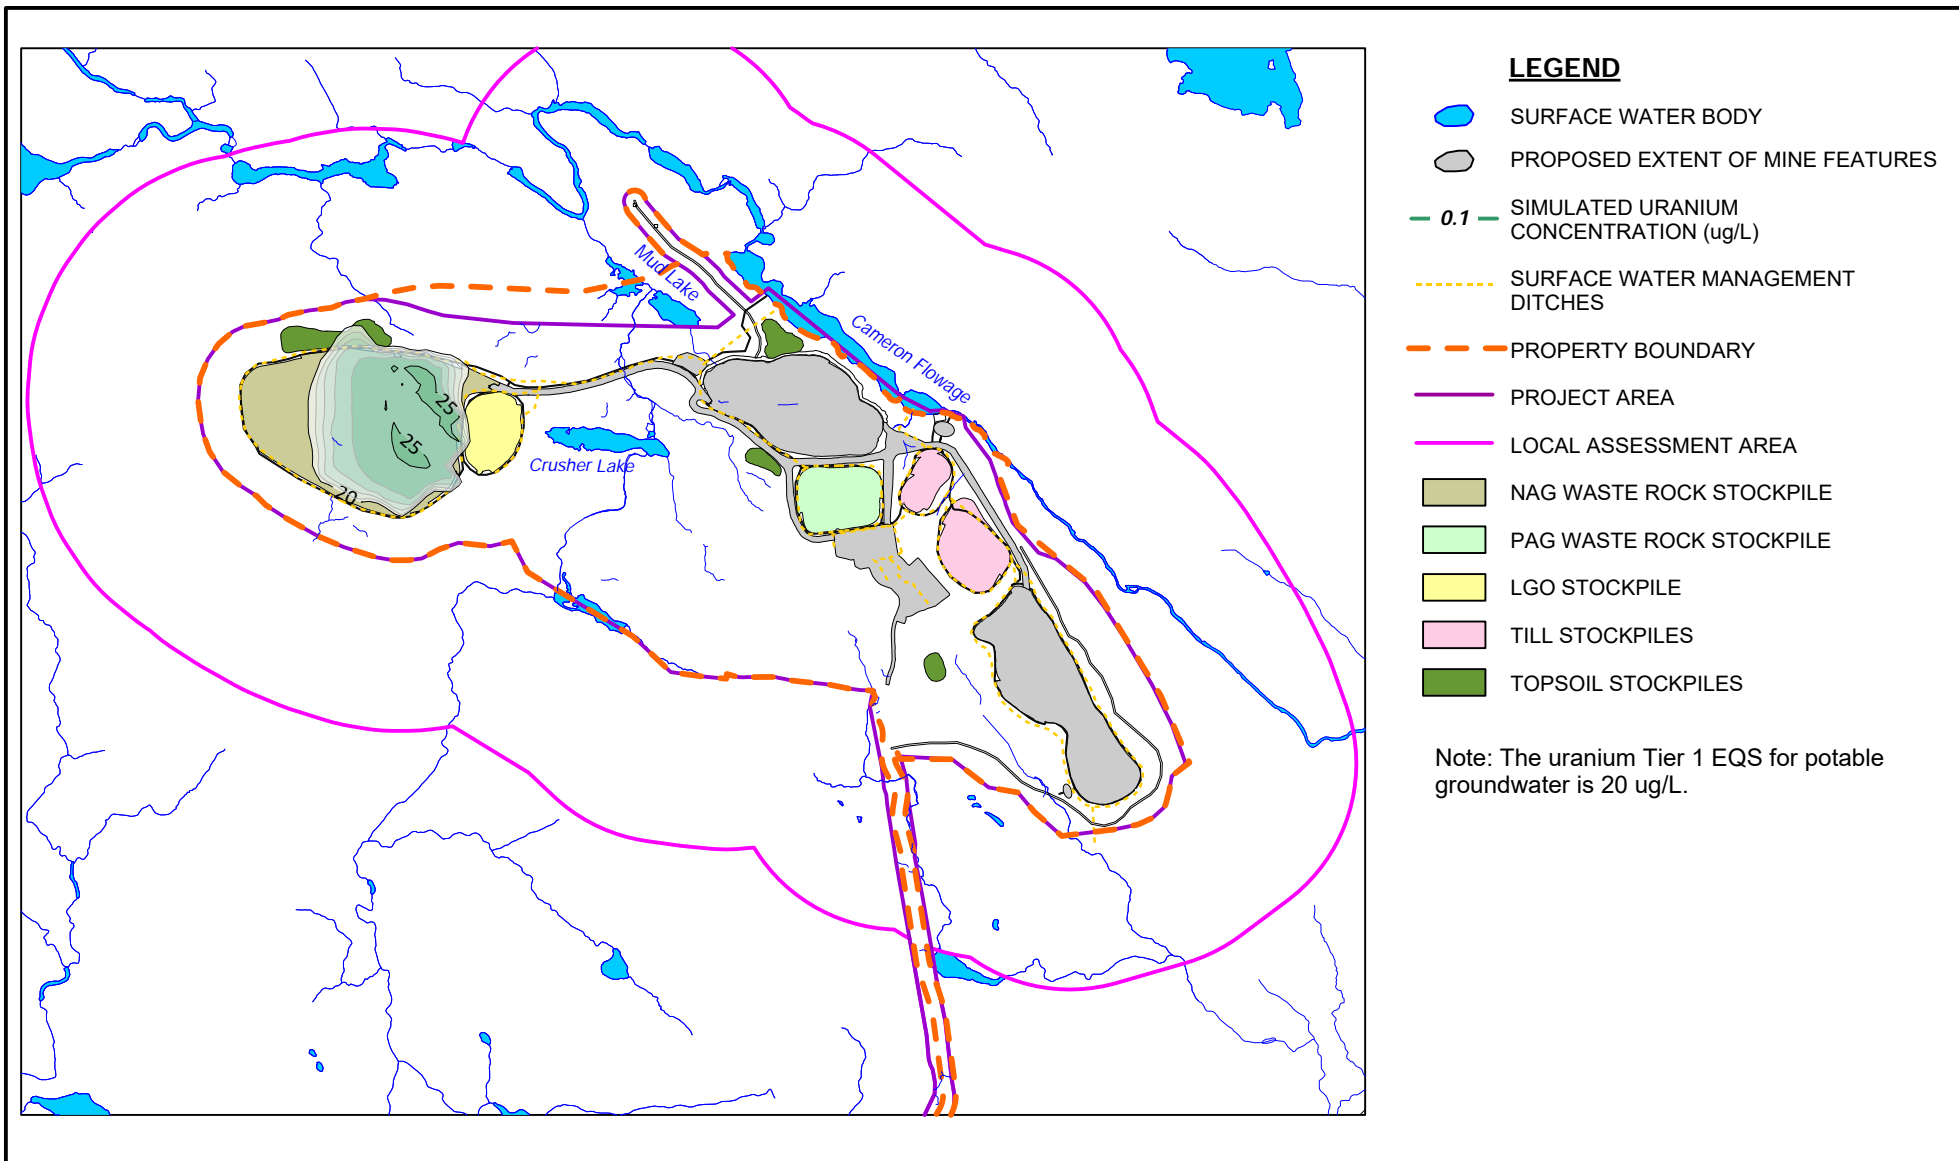 LEGEND
SURFACE WATER BODY
PROPOSED EXTENT OF MINE FEATURES
0.1
SIMULATED URANIUM
CONCENTRATION (ug/L)
SURFACE WATER MANAGEMENT
DITCHES
PROPERTY BOUNDARY
PROJECT AREA
LOCAL ASSESSMENT AREA
NAG WASTE ROCK STOCKPILE
PAG WASTE ROCK STOCKPILE
LGO STOCKPILE
TILL STOCKPILES
TOPSOIL STOCKPILES
Note: The uranium Tier 1 EQS for potable
groundwater is 20 ug/L.
Mud Lake
Cameron Flowage
Crusher Lake
25
25
20